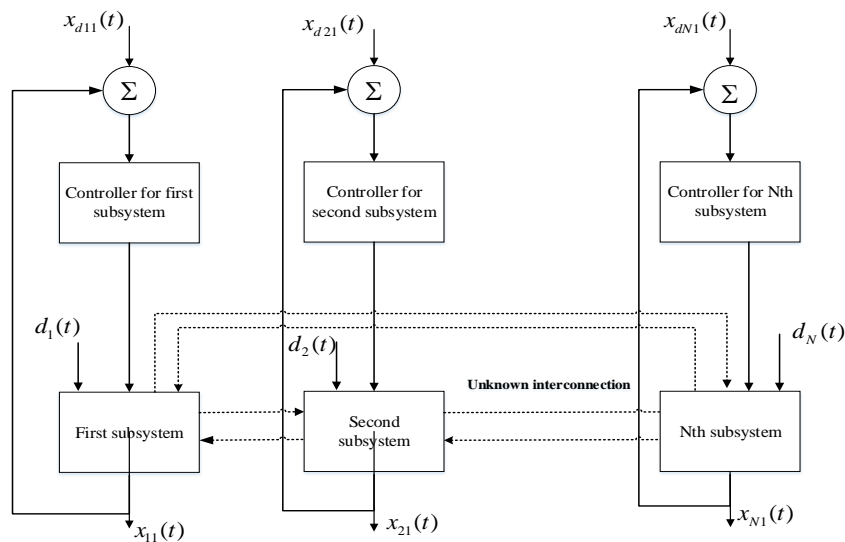 x_{d11}(t)
x_{d21}(t)
x_{dN1}(t)
Σ
Σ
Σ
Controller for first
subsystem
Controller for
second subsystem
Controller for Nth
subsystem
d_1(t)
d_2(t)
d_N(t)
Unknown interconnection
First subsystem
Second
subsystem
Nth subsystem
x_{11}(t)
x_{21}(t)
x_{N1}(t)